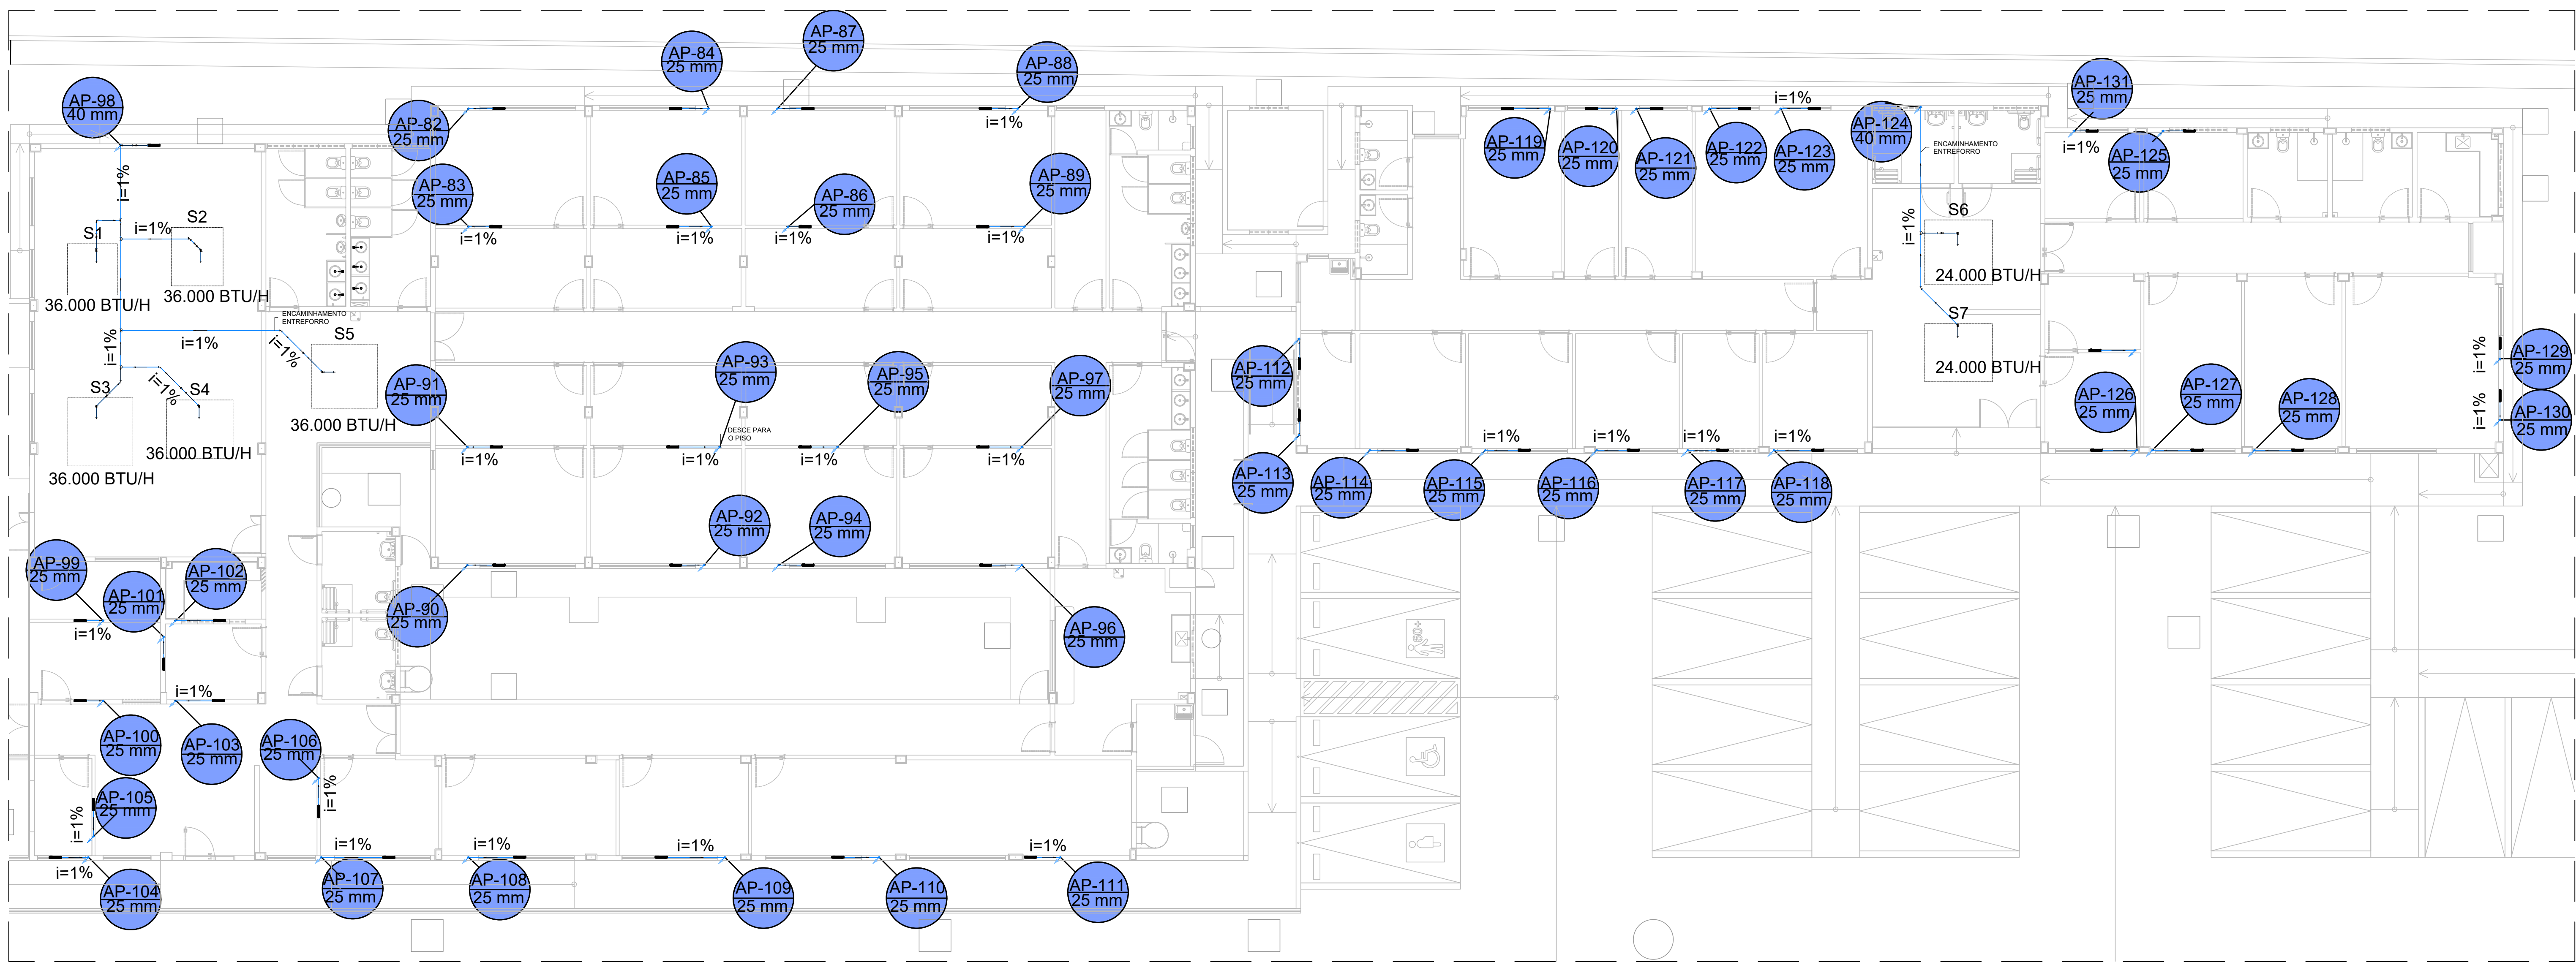 AP-87
25 mm
AP-84
25 mm
AP-88
25 mm
i=1%
AP-98
40 mm
AP-82
25 mm
AP-131
25 mm
i=1%
AP-119
25 mm
AP-120
25 mm
AP-121
25 mm
AP-122
25 mm
i=1%
AP-123
25 mm
AP-124
40 mm
ENCAMINHAMENTO
ENTREFORRO
i=1%
AP-125
25 mm
i=1%
AP-83
25 mm
i=1%
AP-85
25 mm
i=1%
AP-86
25 mm
i=1%
AP-89
25 mm
i=1%
S1
36.000 BTU/H
S2
i=1%
36.000 BTU/H
i=1%
S6
24.000 BTU/H
S7
24.000 BTU/H
ENCAMINHAMENTO
ENTREFORRO
i=1%
i=1%
i=1%
S5
36.000 BTU/H
S3
36.000 BTU/H
i=1%
S4
36.000 BTU/H
AP-91
25 mm
i=1%
AP-93
25 mm
DESCE PARA
O PISO
i=1%
AP-95
25 mm
i=1%
AP-97
25 mm
i=1%
AP-112
25 mm
AP-113
25 mm
AP-114
25 mm
i=1%
AP-115
25 mm
i=1%
AP-116
25 mm
i=1%
AP-117
25 mm
i=1%
AP-118
25 mm
AP-126
25 mm
AP-127
25 mm
AP-128
25 mm
i=1%
AP-129
25 mm
i=1%
AP-130
25 mm
AP-92
25 mm
AP-94
25 mm
AP-90
25 mm
AP-96
25 mm
60+
AP-99
25 mm
i=1%
AP-101
25 mm
AP-102
25 mm
i=1%
AP-100
25 mm
AP-103
25 mm
AP-106
25 mm
i=1%
AP-105
25 mm
i=1%
i=1%
AP-104
25 mm
i=1%
AP-107
25 mm
i=1%
AP-108
25 mm
i=1%
AP-109
25 mm
AP-110
25 mm
i=1%
AP-111
25 mm